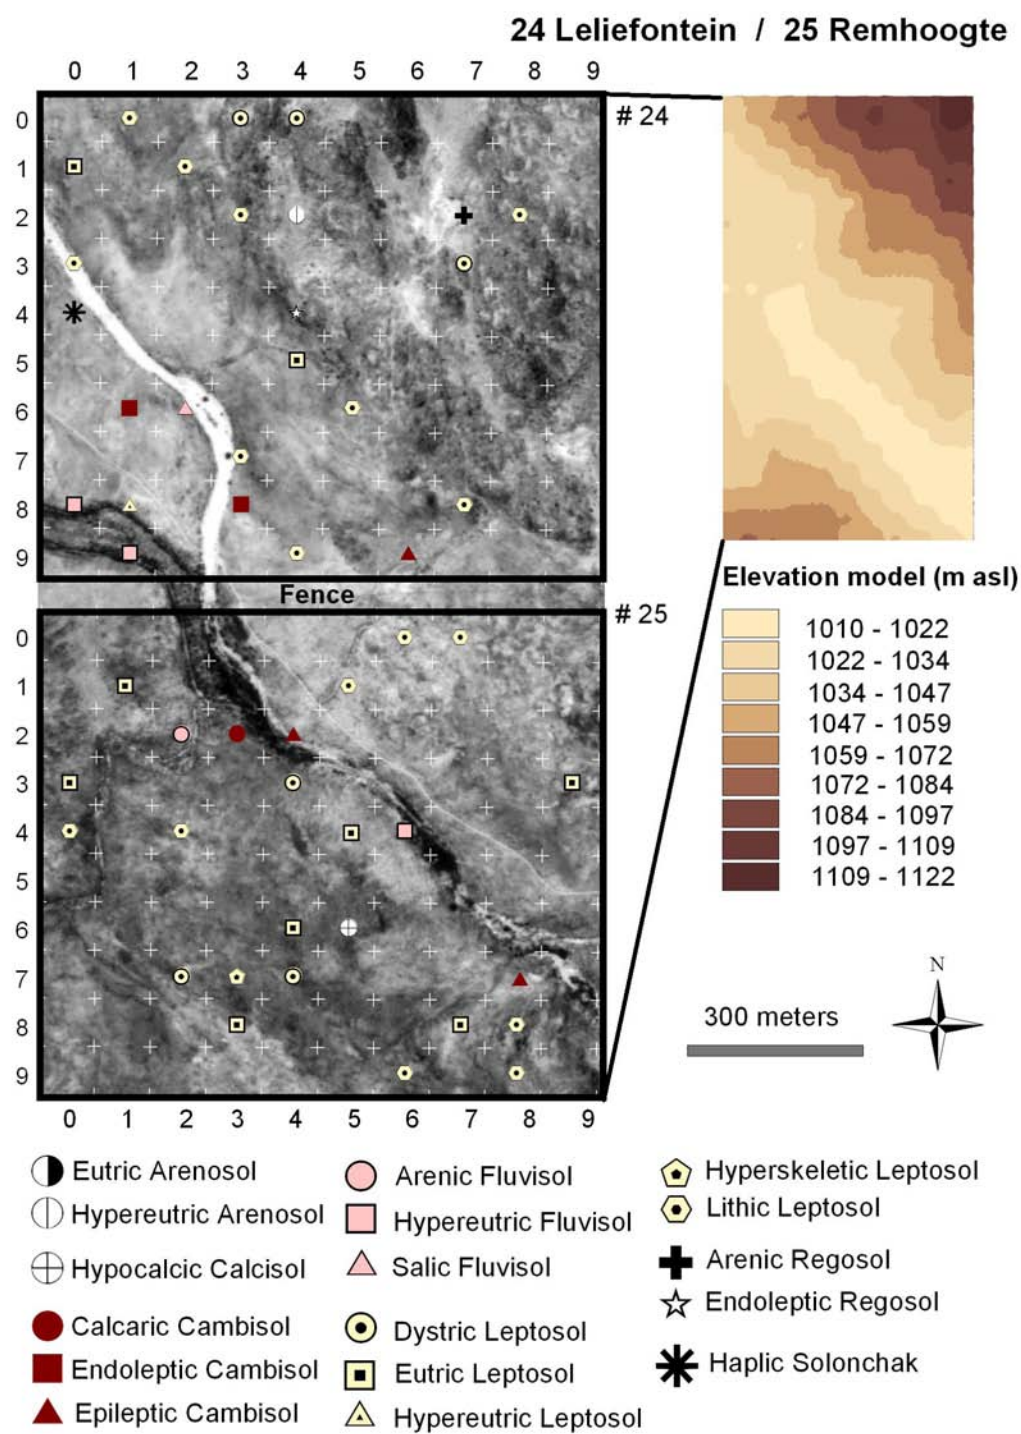 24 Leliefontein / 25 Remhoogte
0 1 2 3 4 5 6 7 8 9
# 24
0
1
2
3
4
5
6
7
8
9
Fence
# 25
0
1
2
3
4
5
6
7
8
9
0 1 2 3 4 5 6 7 8 9
Elevation model (m asl)
1010 - 1022
1022 - 1034
1034 - 1047
1047 - 1059
1059 - 1072
1072 - 1084
1084 - 1097
1097 - 1109
1109 - 1122
N
300 meters
Eutric Arenosol
Hypereutric Arenosol
Hypocalcic Calcisol
Calcaric Cambisol
Endoleptic Cambisol
Epileptic Cambisol
Arenic Fluvisol
Hypereutric Fluvisol
Salic Fluvisol
Dystric Leptosol
Eutric Leptosol
Hypereutric Leptosol
Hyperskeletic Leptosol
Lithic Leptosol
Arenic Regosol
Endoleptic Regosol
Haplic Solonchak